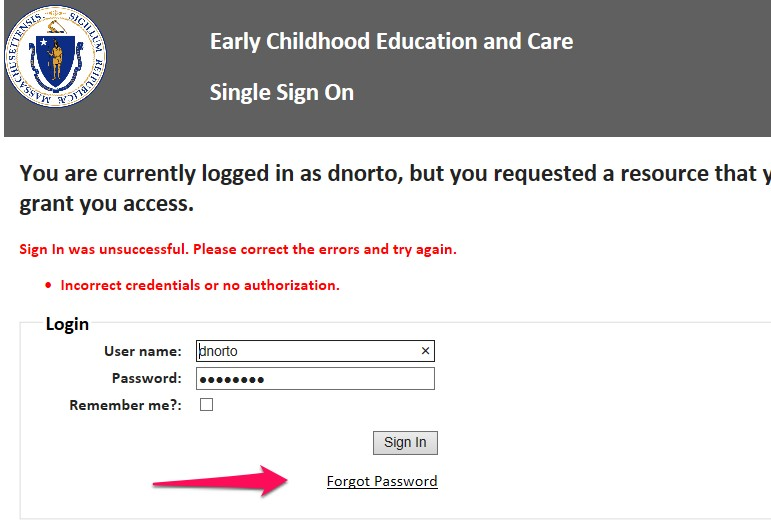 SIGILLUM REIPUBLICÆ MASSACHUSETTENSIS
Early Childhood Education and Care
Single Sign On
You are currently logged in as dnorto, but you requested a resource that y
grant you access.
Sign In was unsuccessful. Please correct the errors and try again.
• Incorrect credentials or no authorization.
Login
User name: dnorto ×
Password: ●●●●●●●●
Remember me?:
Sign In
Forgot Password